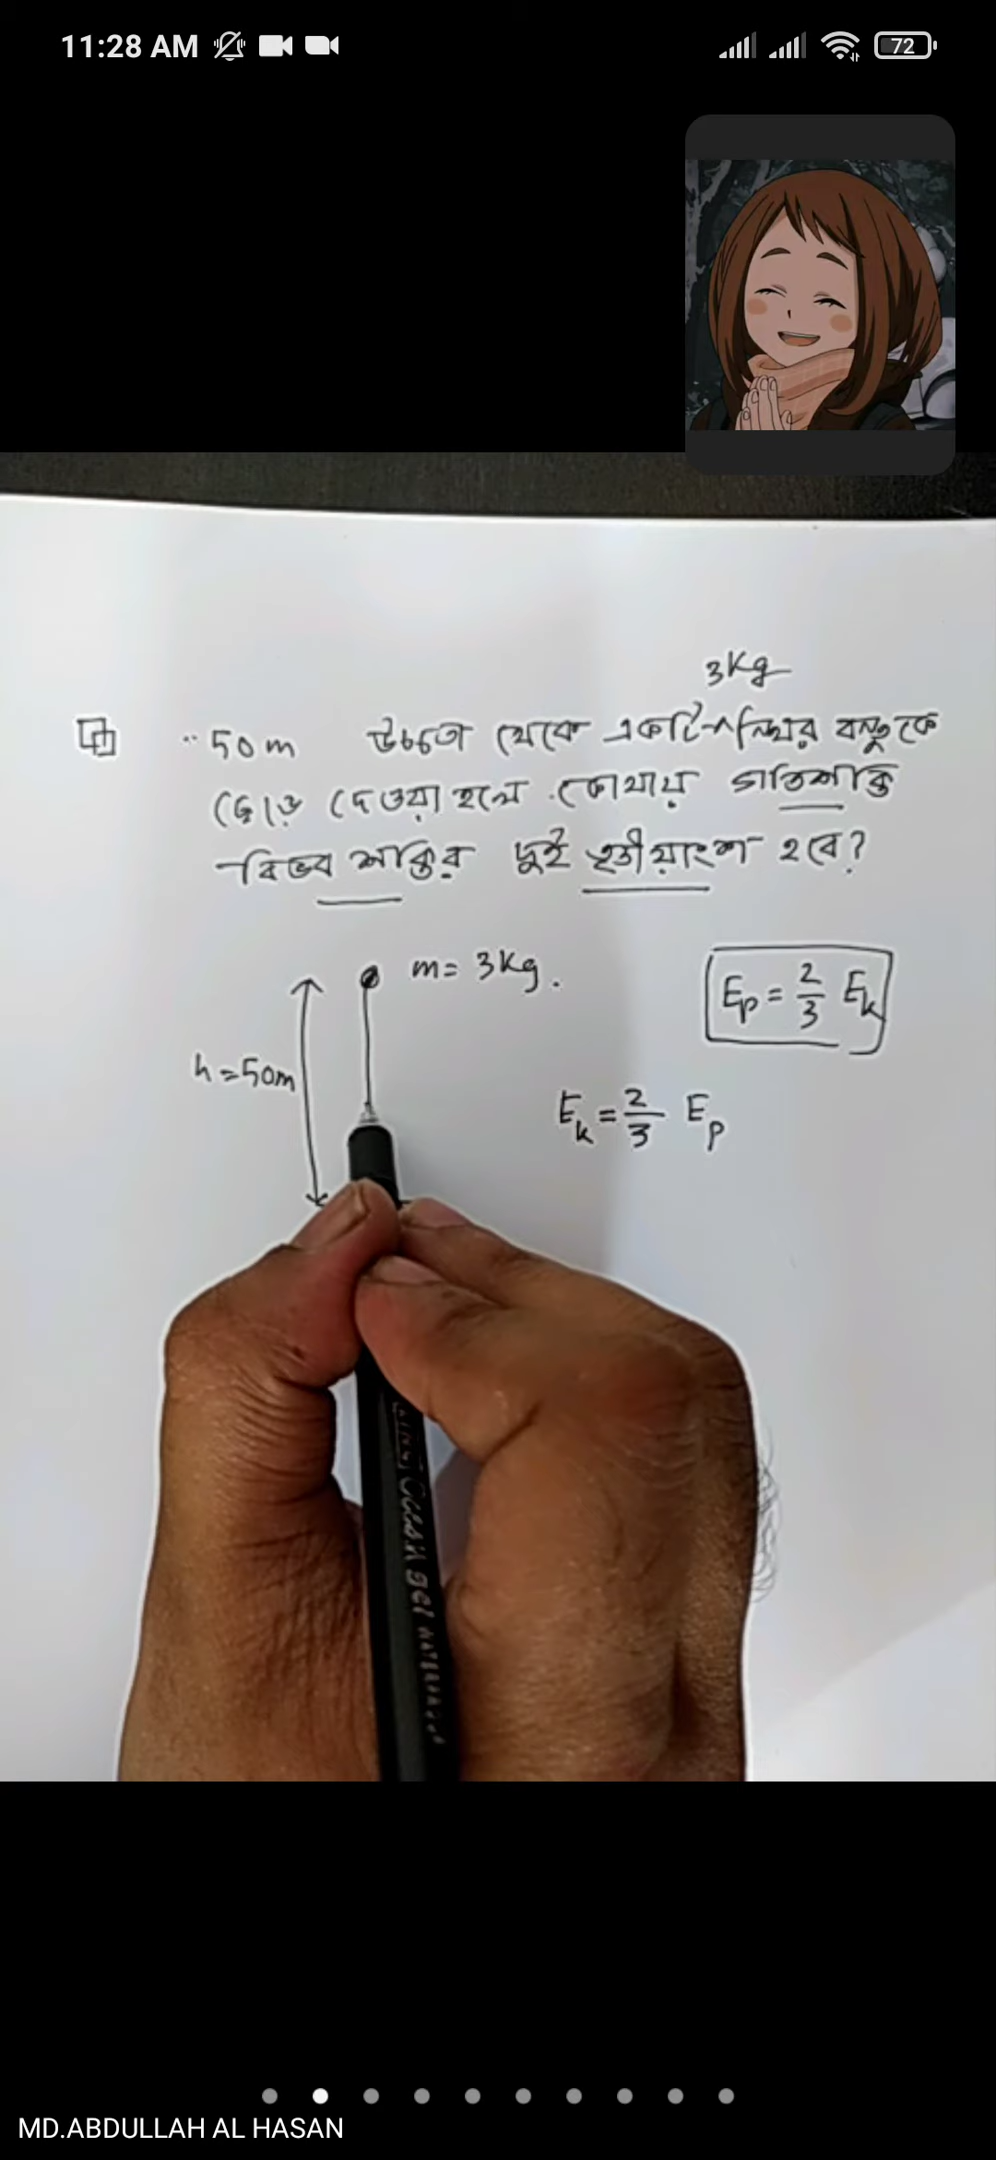 11:28 AM
72
3kg
50m উচ্চতা থেকে একটি স্থির বস্তুকে
ছেড়ে দেওয়া হলে কোথায় গতিশক্তি
বিভব শক্তির দুই তৃতীয়াংশ হবে?
m= 3kg.
Ep = 2/3 Ek
h=50m
Ek = 2/3 Ep
MD.ABDULLAH AL HASAN